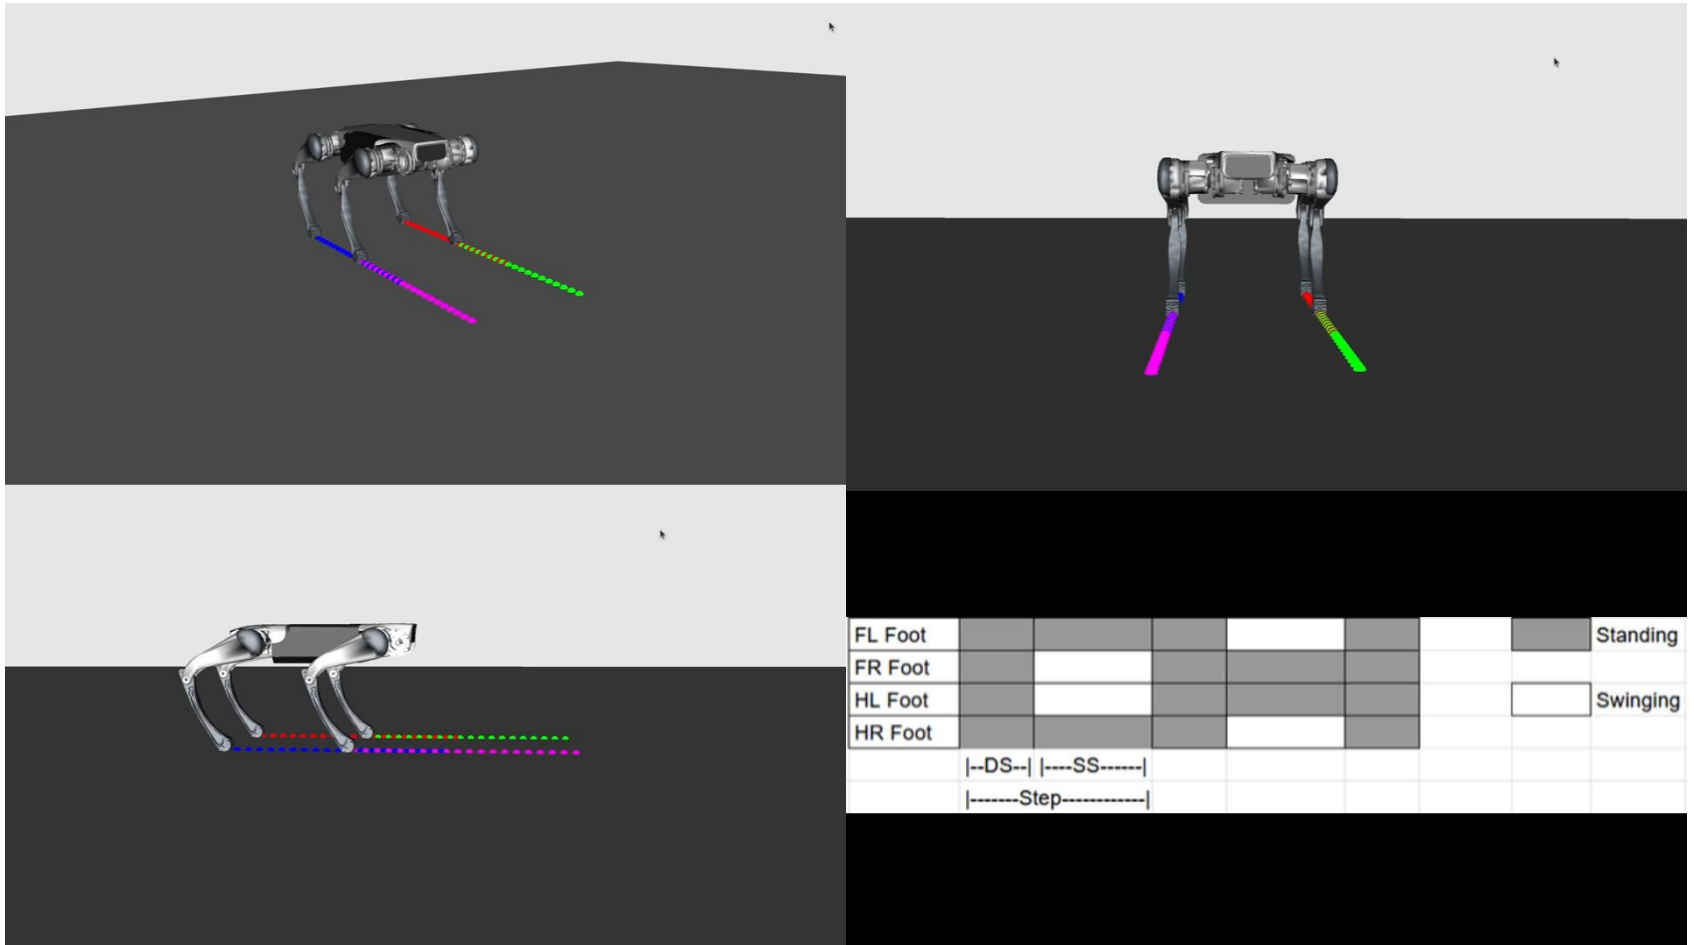 FL Foot Standing
FR Foot
HL Foot Swinging
HR Foot
|--DS--| |----SS------|
|-------Step-------------|